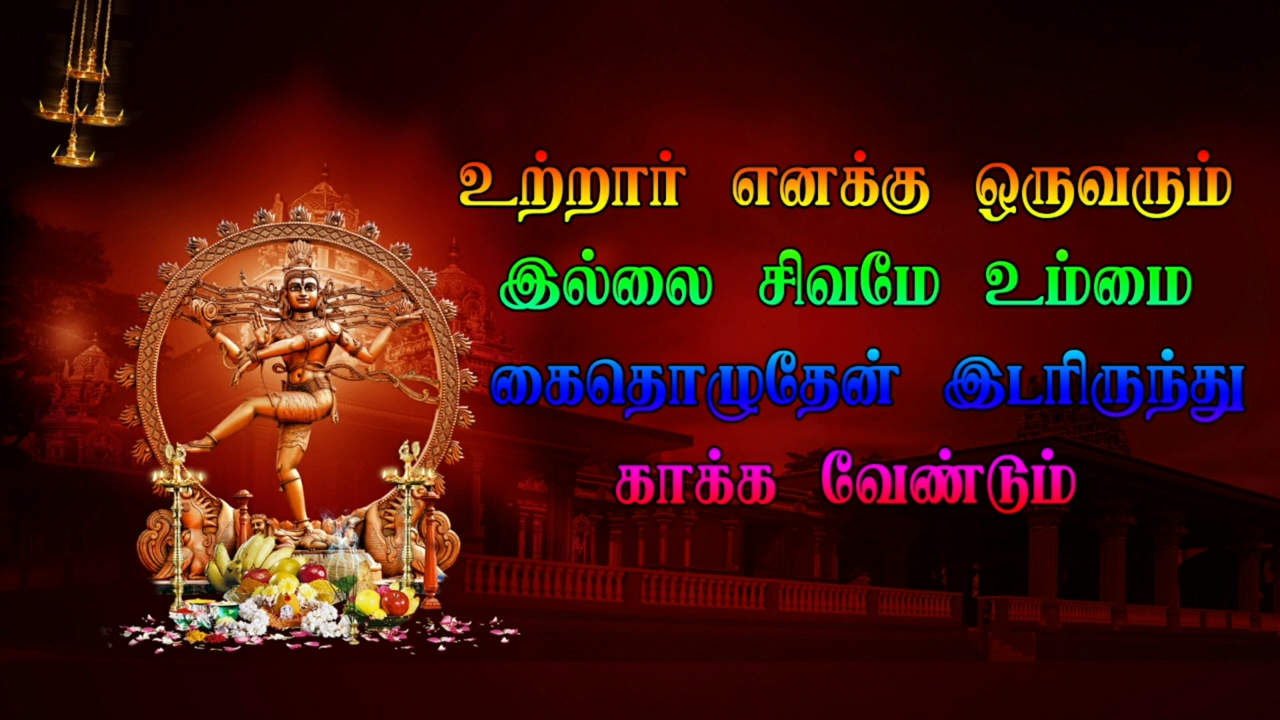 உற்றார் எனக்கு ஒருவரும்
இல்லை சிவமே உம்மை
கைதொழுதேன் இடரிருந்து
காக்க வேண்டும்